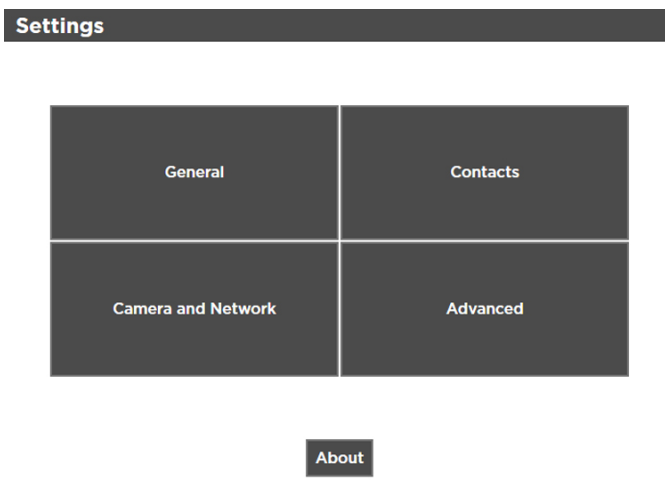 Settings
General
Contacts
Camera and Network
Advanced
About